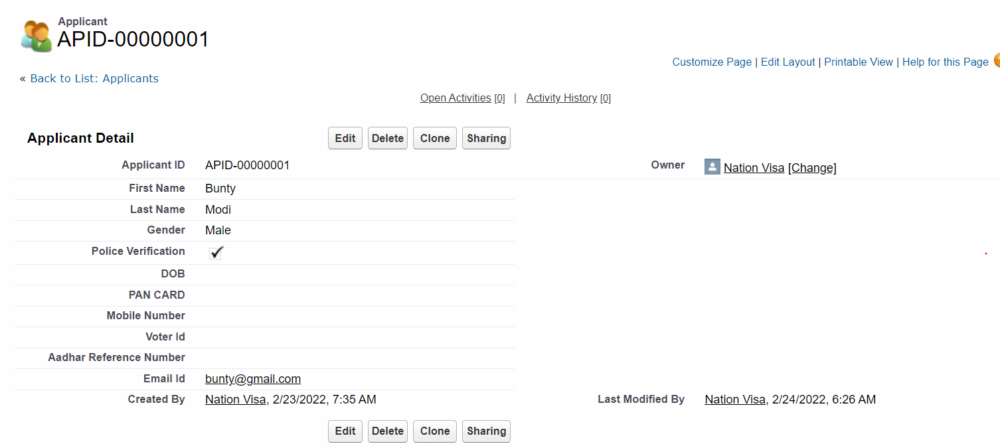 Applicant
APID-00000001
Customize Page | Edit Layout | Printable View | Help for this Page
« Back to List: Applicants
Open Activities [0] | Activity History [0]
Applicant Detail Edit Delete Clone Sharing
Applicant ID APID-00000001 Owner Nation Visa [Change]
First Name Bunty
Last Name Modi
Gender Male
Police Verification
DOB
PAN CARD
Mobile Number
Voter Id
Aadhar Reference Number
Email Id bunty@gmail.com
Created By Nation Visa, 2/23/2022, 7:35 AM Last Modified By Nation Visa, 2/24/2022, 6:26 AM
Edit Delete Clone Sharing